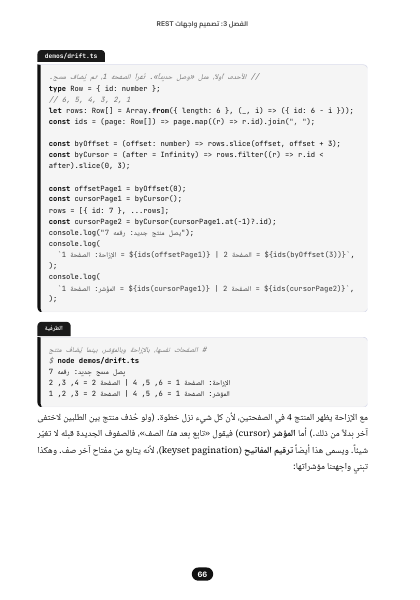 الفصل 3: تصميم واجهات REST
demos/drift.ts
// الأحدث أولاً، مثل «وصل حديثاً». تُقرأ الصفحة 1، ثم يُضاف منتج.
type Row = { id: number };
// 6, 5, 4, 3, 2, 1
let rows: Row[] = Array.from({ length: 6 }, (_, i) => ({ id: 6 - i }));
const ids = (page: Row[]) => page.map((r) => r.id).join(", ");
const byOffset = (offset: number) => rows.slice(offset, offset + 3);
const byCursor = (after = Infinity) => rows.filter((r) => r.id <
after).slice(0, 3);
const offsetPage1 = byOffset(0);
const cursorPage1 = byCursor();
rows = [{ id: 7 }, ...rows];
const cursorPage2 = byCursor(cursorPage1.at(-1)?.id);
console.log("يصل منتج جديد: رقمه 7");
console.log(
`الإزاحة: الصفحة 1 = ${ids(offsetPage1)} | الصفحة 2 = ${ids(byOffset(3))}`,
);
console.log(
`المؤشر: الصفحة 1 = ${ids(cursorPage1)} | الصفحة 2 = ${ids(cursorPage2)}`,
);
الطرفية
# الصفحات نفسها، بالإزاحة وبالمؤشر، بينما يُضاف منتج
$ node demos/drift.ts
يصل منتج جديد: رقمه 7
الإزاحة: الصفحة 1 = 6, 5, 4 | الصفحة 2 = 4, 3, 2
المؤشر: الصفحة 1 = 6, 5, 4 | الصفحة 2 = 3, 2, 1
مع الإزاحة يظهر المنتج 4 في الصفحتين، لأن كل شيء نزل خطوة. (ولو حُذف منتج بين الطلبين لاختفى
آخر بدلاً من ذلك.) أما المؤشر (cursor) فيقول «تابع بعد هذا الصف»، فالصفوف الجديدة قبله لا تغيّر
شيئاً. ويسمى هذا أيضاً ترقيم المفاتيح (keyset pagination)، لأنه يتابع من مفتاح آخر صف. وهكذا
تبني واجهتنا مؤشراتها:
66